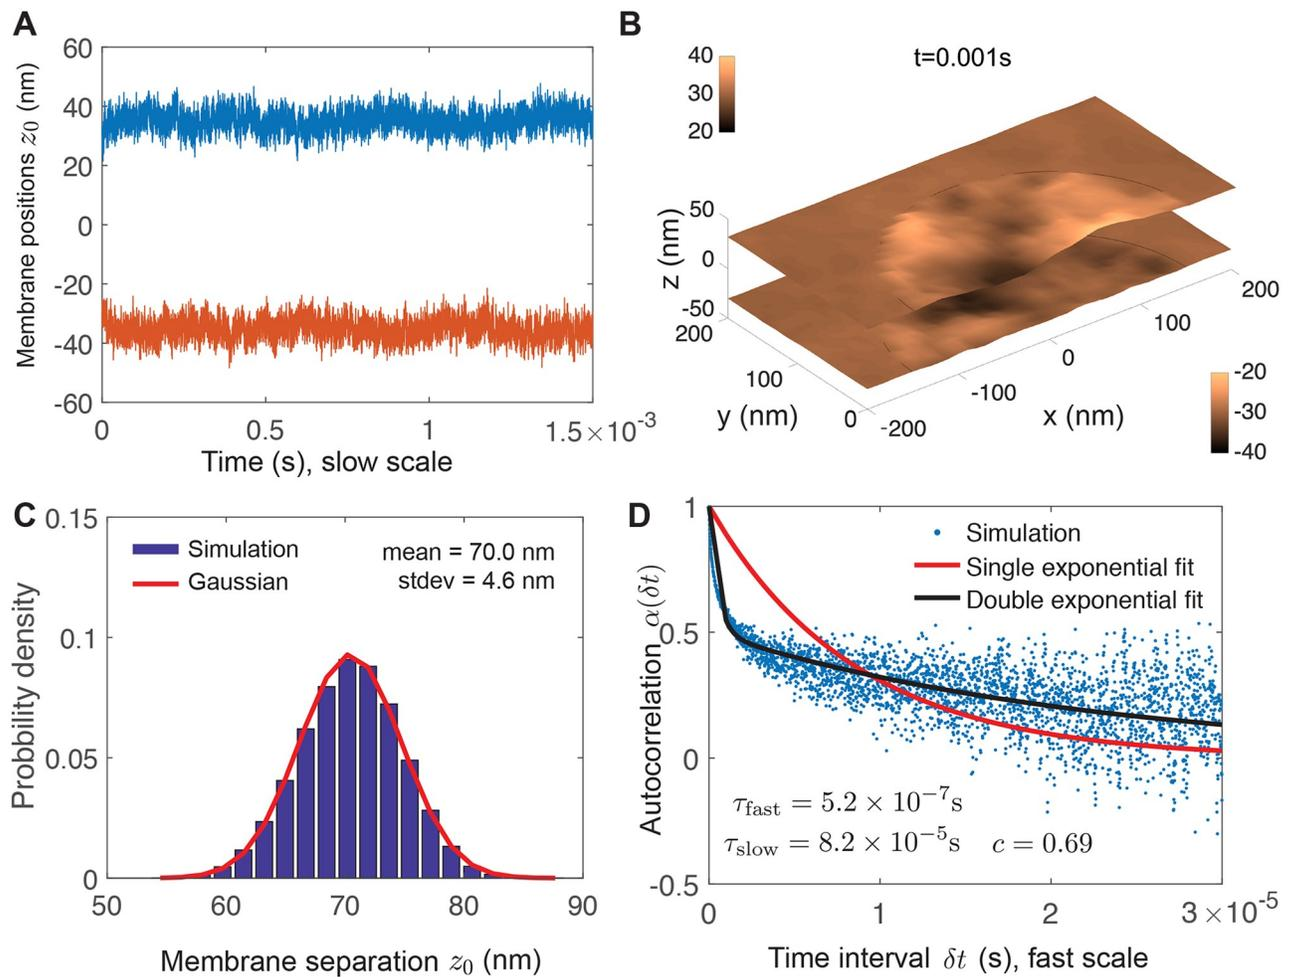 A
60
40
20
0
-20
-40
-60
Membrane positions z₀ (nm)
0 0.5 1 1.5×10⁻³
Time (s), slow scale
B
40
30
20
t=0.001s
z (nm)
50
0
-50
200
100
0
y (nm)
-200
-100
0
100
200
x (nm)
-20
-30
-40
C
0.15
0.1
0.05
0
Probability density
Simulation
Gaussian
mean = 70.0 nm
stdev = 4.6 nm
50 60 70 80 90
Membrane separation z₀ (nm)
D
1
0.5
0
-0.5
Autocorrelation α(δt)
Simulation
Single exponential fit
Double exponential fit
τfast = 5.2 × 10⁻⁷s
τslow = 8.2 × 10⁻⁵s c = 0.69
0 1 2 3×10⁻⁵
Time interval δt (s), fast scale